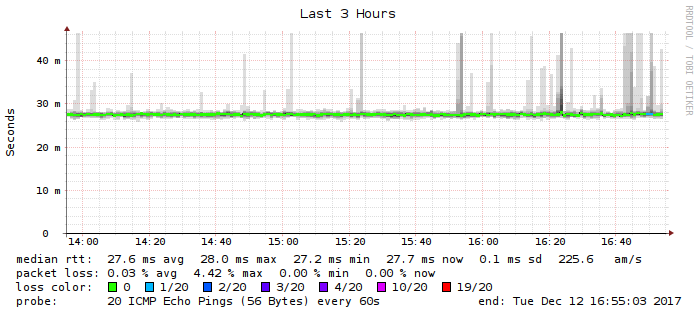 Last 3 Hours
RRDTOOL / TOBI OETIKER
Seconds
40 m
30 m
20 m
10 m
0
14:00 14:20 14:40 15:00 15:20 15:40 16:00 16:20 16:40
median rtt: 27.6 ms avg 28.0 ms max 27.2 ms min 27.7 ms now 0.1 ms sd 225.6 am/s
packet loss: 0.03 % avg 4.42 % max 0.00 % min 0.00 % now
loss color: 0 1/20 2/20 3/20 4/20 10/20 19/20
probe: 20 ICMP Echo Pings (56 Bytes) every 60s end: Tue Dec 12 16:55:03 2017